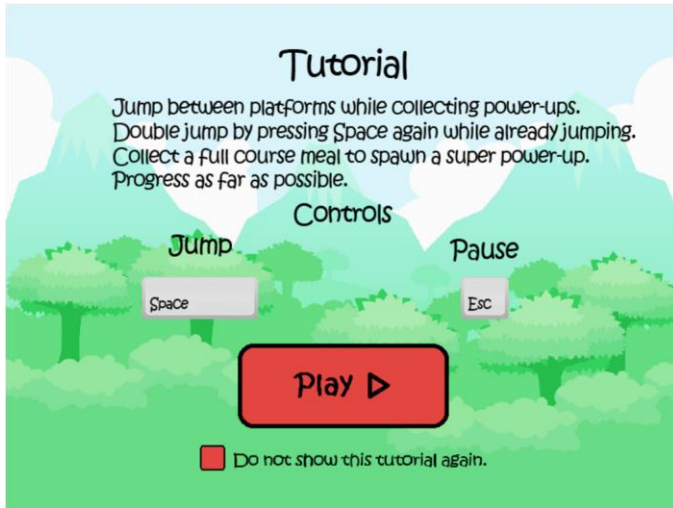 Tutorial
Jump between platforms while collecting power-ups.
Double jump by pressing Space again while already jumping.
Collect a full course meal to spawn a super power-up.
Progress as far as possible.
Controls
Jump
Pause
Space
Esc
Play
Do not show this tutorial again.